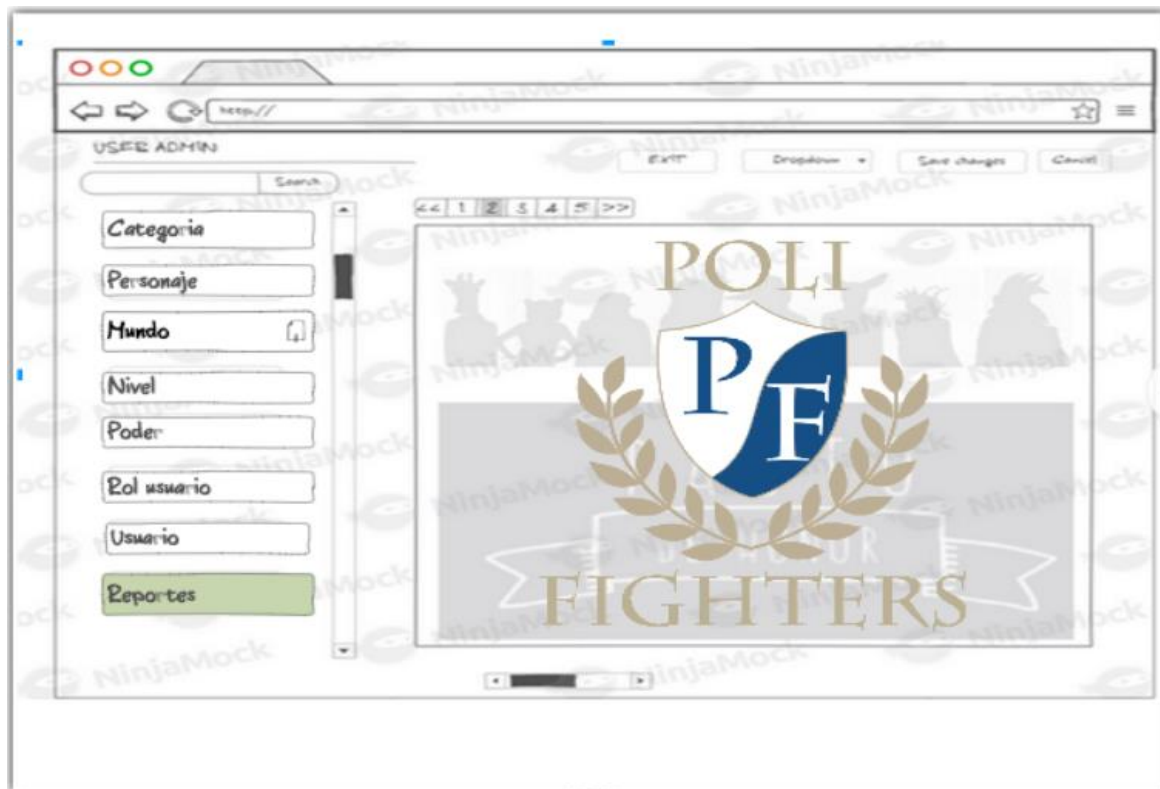 http://
USER ADMIN
EXIT Dropdown Save changes Cancel
Search
<< 1 2 3 4 5 >>
Categoria
Personaje
Mundo
Nivel
Poder
Rol usuario
Usuario
Reportes
POLI
PF
FIGHTERS
NinjaMock